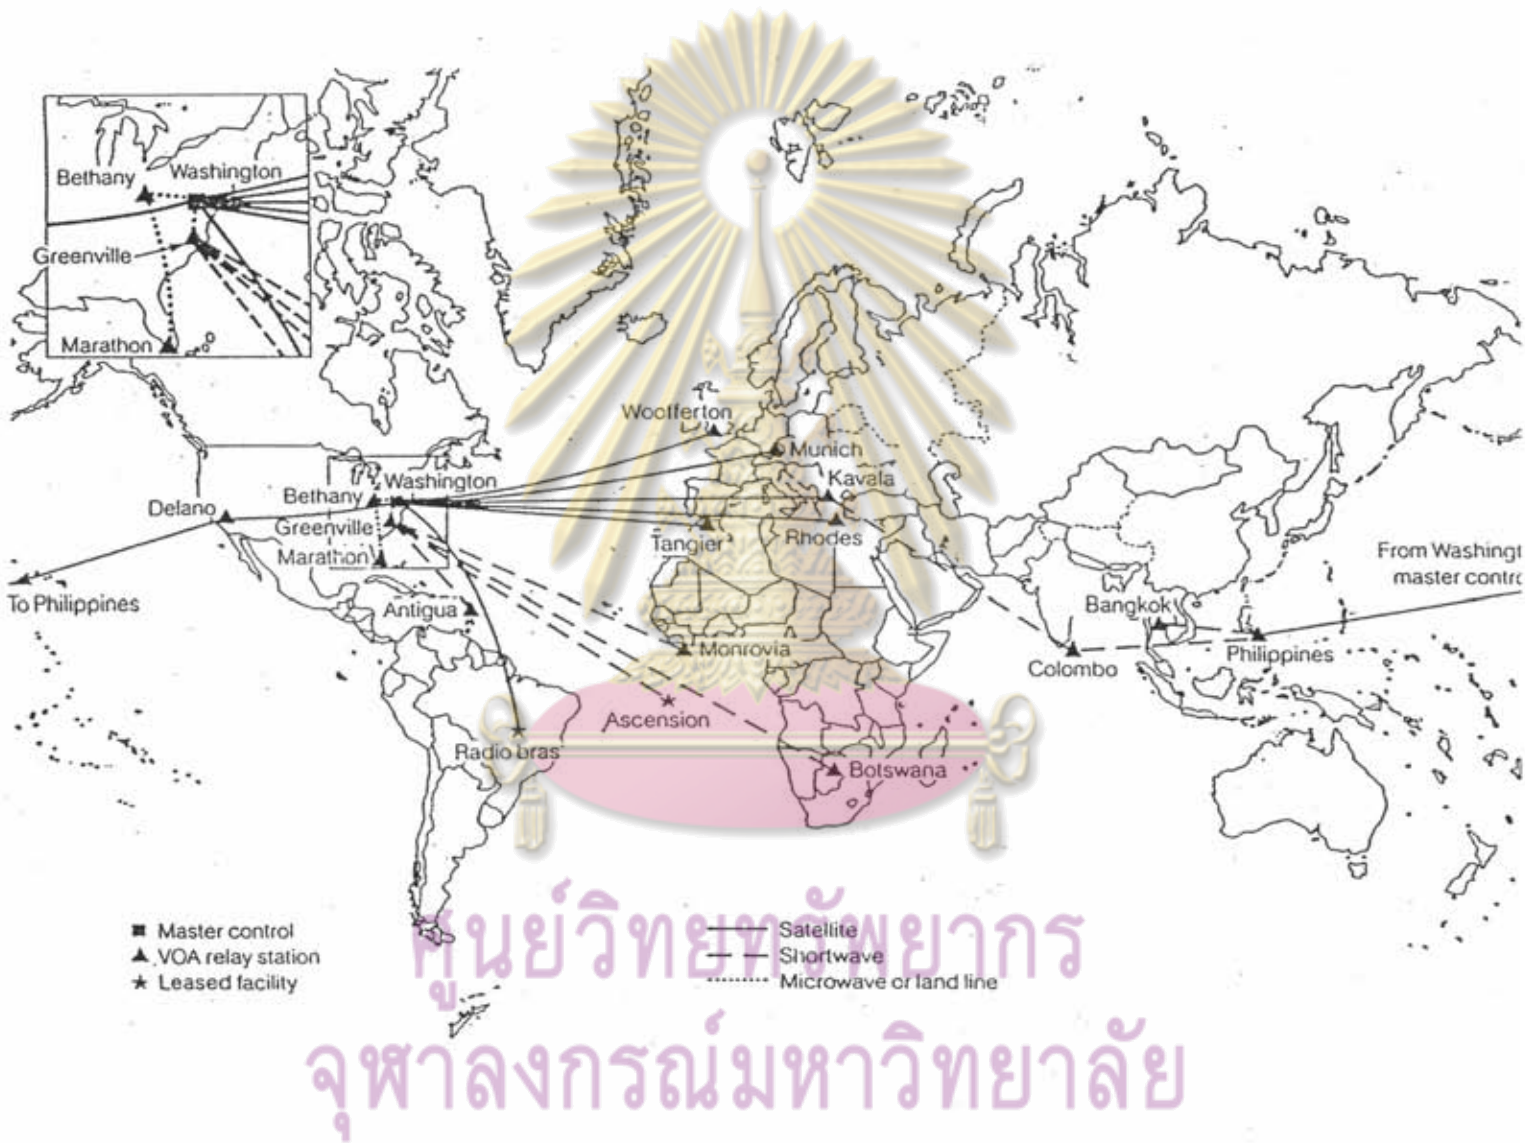 Bethany
Washington
Greenville
Marathon
Woofferton
Munich
Kavala
Washington
Bethany
Delano
Greenville
Tangier
Rhodes
Marathon
From Washingt
master contro
To Philippines
Antigua
Bangkok
Monrovia
Philippines
Colombo
Ascension
Radio bras
Botswana
Master control
VOA relay station
Leased facility
Satellite
Shortwave
Microwave or land line
ศูนย์วิทยทรัพยากร
จุฬาลงกรณ์มหาวิทยาลัย